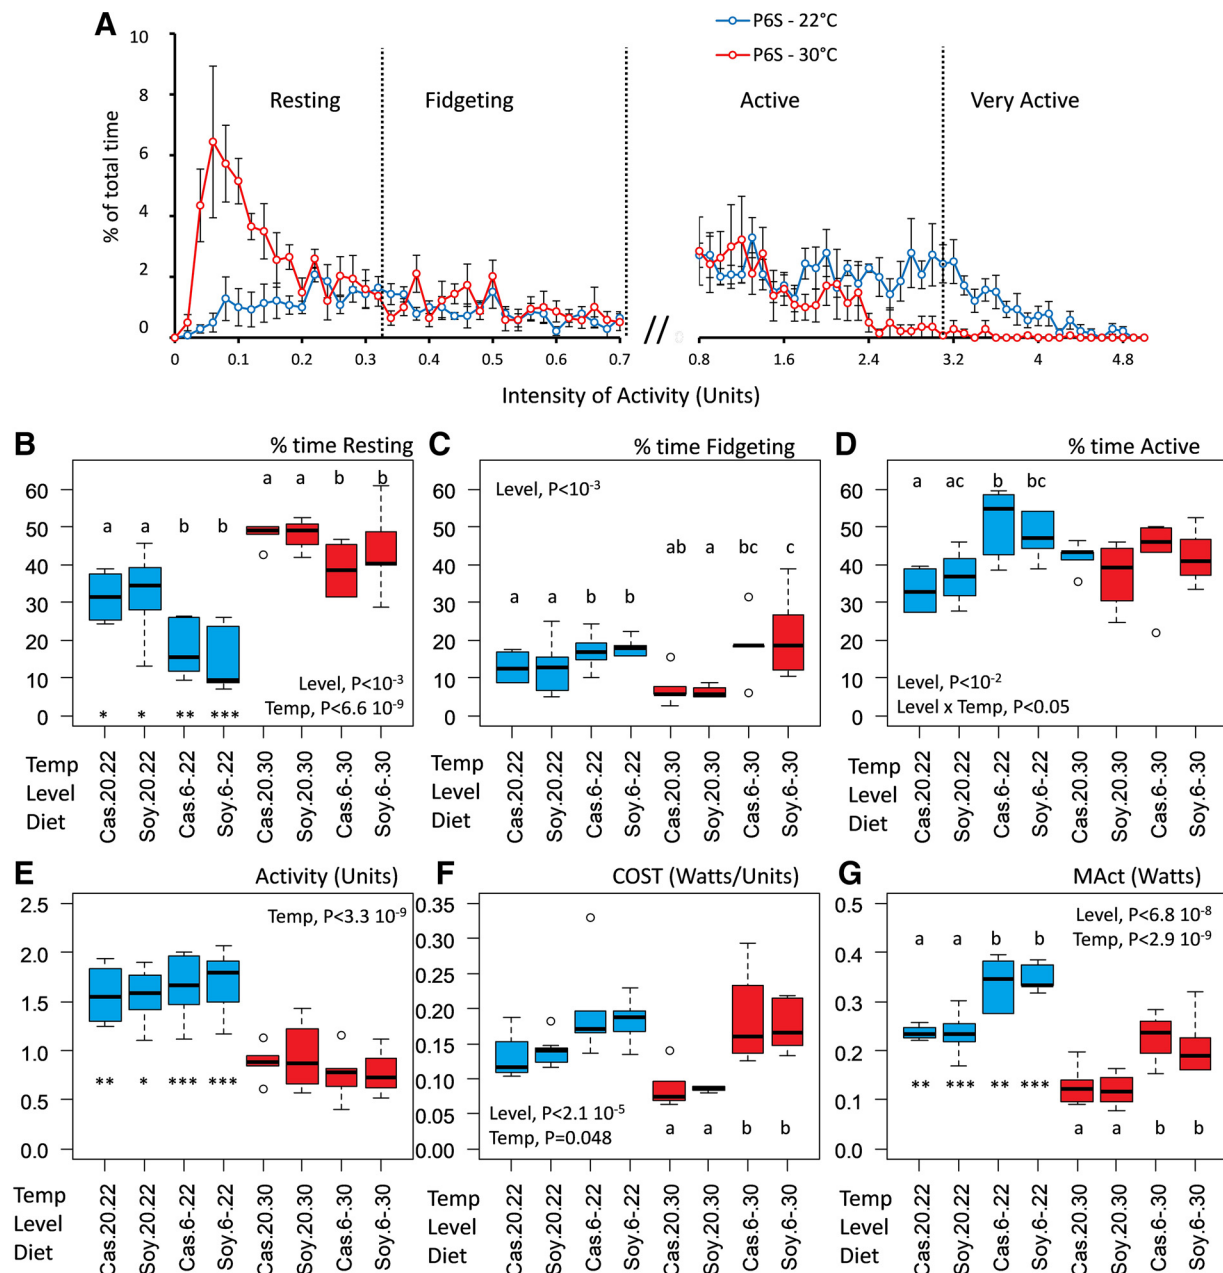 A
P6S - 22°C
P6S - 30°C
10
8
6
4
2
0
% of total time
Resting
Fidgeting
Active
Very Active
0
0 0.1 0.2 0.3 0.4 0.5 0.6 0.7 // 0.8 1.6 2.4 3.2 4 4.8
Intensity of Activity (Units)
B
% time Resting
60
50
40
30
20
10
0
a a b b a a b b
Level, P<10-3
Temp, P<6.6 10-9
* * ** ***
Temp
Level
Diet
Cas.20.22
Soy.20.22
Cas.6-.22
Soy.6-.22
Cas.20.30
Soy.20.30
Cas.6-.30
Soy.6-.30
C
% time Fidgeting
60
50
40
30
20
10
0
Level, P<10-3
a a b b ab a bc c
Temp
Level
Diet
Cas.20.22
Soy.20.22
Cas.6-.22
Soy.6-.22
Cas.20.30
Soy.20.30
Cas.6-.30
Soy.6-.30
D
% time Active
60
50
40
30
20
10
0
a ac b bc
Level, P<10-2
Level x Temp, P<0.05
Temp
Level
Diet
Cas.20.22
Soy.20.22
Cas.6-.22
Soy.6-.22
Cas.20.30
Soy.20.30
Cas.6-.30
Soy.6-.30
E
Activity (Units)
2.5
2.0
1.5
1.0
0.5
0.0
Temp, P<3.3 10-9
** * *** ***
Temp
Level
Diet
Cas.20.22
Soy.20.22
Cas.6-.22
Soy.6-.22
Cas.20.30
Soy.20.30
Cas.6-.30
Soy.6-.30
F
COST (Watts/Units)
0.35
0.30
0.25
0.20
0.15
0.10
0.05
0.00
Level, P<2.1 10-5
Temp, P=0.048
a a b b
Temp
Level
Diet
Cas.20.22
Soy.20.22
Cas.6-.22
Soy.6-.22
Cas.20.30
Soy.20.30
Cas.6-.30
Soy.6-.30
G
MAct (Watts)
0.5
0.4
0.3
0.2
0.1
0.0
Level, P<6.8 10-8
Temp, P<2.9 10-9
a a b b
** *** ** ***
a a b b
Temp
Level
Diet
Cas.20.22
Soy.20.22
Cas.6-.22
Soy.6-.22
Cas.20.30
Soy.20.30
Cas.6-.30
Soy.6-.30